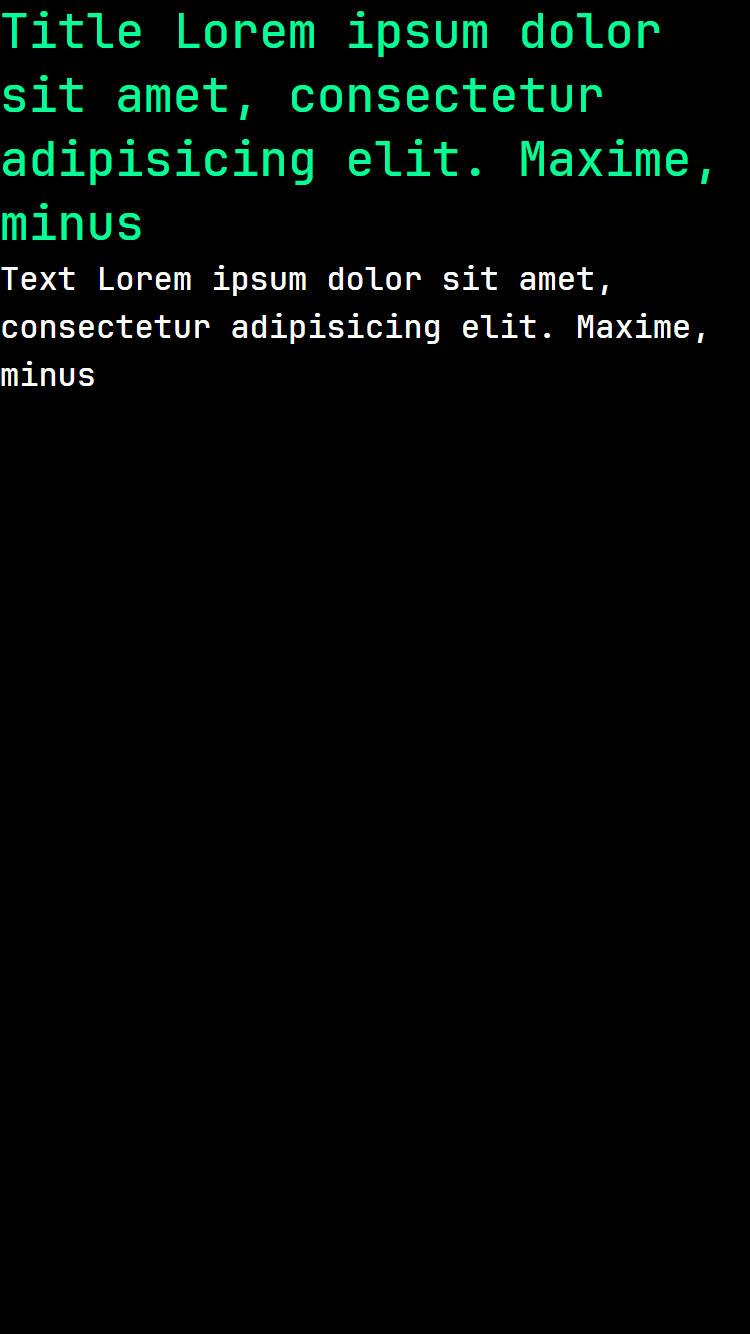 Title Lorem ipsum dolor
sit amet, consectetur
adipisicing elit. Maxime,
minus
Text Lorem ipsum dolor sit amet,
consectetur adipisicing elit. Maxime,
minus